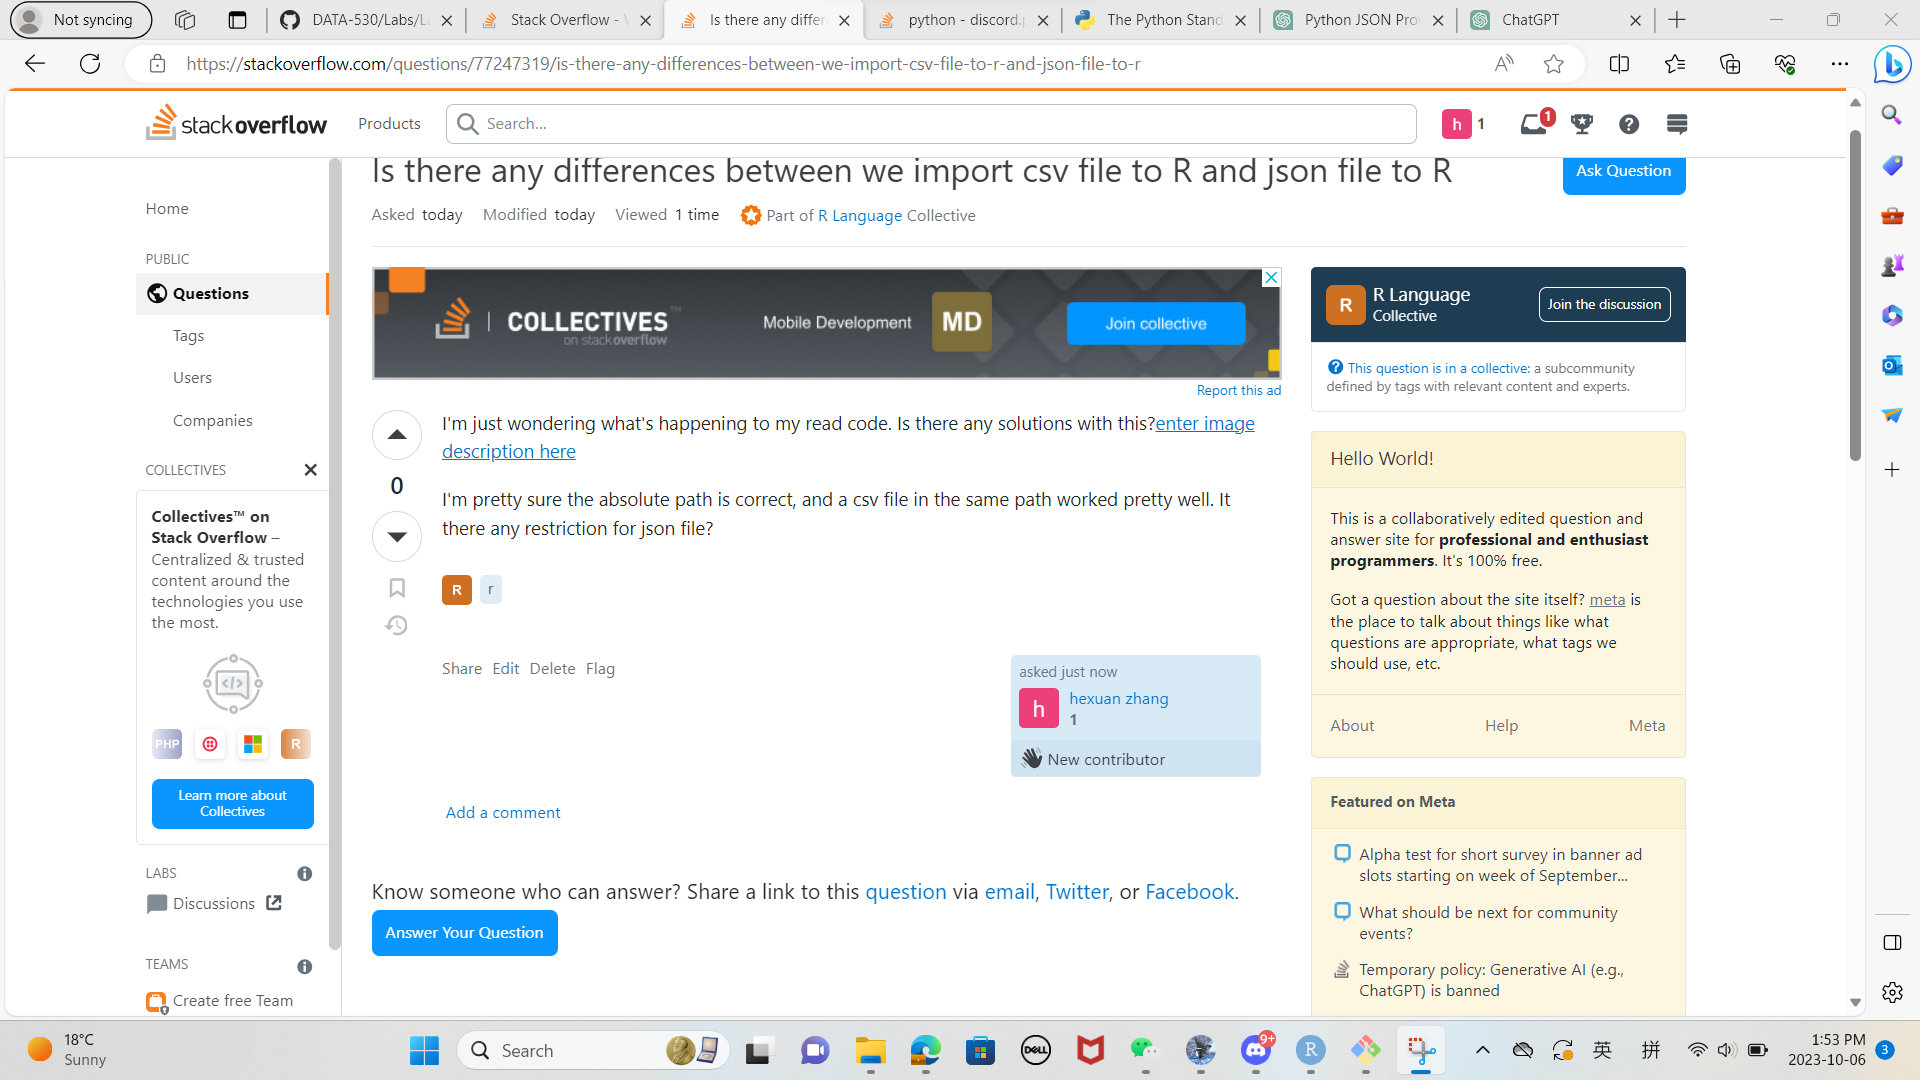 Not syncing
DATA-530/Labs/L
Stack Overflow - 
Is there any differ
python - discord.
The Python Stand
Python JSON Pro
ChatGPT
https://stackoverflow.com/questions/77247319/is-there-any-differences-between-we-import-csv-file-to-r-and-json-file-to-r
stackoverflow
Products
Search...
h 1
1
Is there any differences between we import csv file to R and json file to R
Ask Question
Asked today Modified today Viewed 1 time Part of R Language Collective
Home
PUBLIC
Questions
Tags
Users
Companies
COLLECTIVES
Collectives™ on
Stack Overflow –
Centralized & trusted
content around the
technologies you use
the most.
PHP
R
Learn more about
Collectives
LABS
Discussions
TEAMS
Create free Team
COLLECTIVES™
on stackoverflow
Mobile Development
MD
Join collective
Report this ad
I'm just wondering what's happening to my read code. Is there any solutions with this?enter image
description here
0
I'm pretty sure the absolute path is correct, and a csv file in the same path worked pretty well. It
there any restriction for json file?
R r
Share Edit Delete Flag
asked just now
h
hexuan zhang
1
New contributor
Add a comment
Know someone who can answer? Share a link to this question via email, Twitter, or Facebook.
Answer Your Question
R
R Language
Collective
Join the discussion
This question is in a collective: a subcommunity
defined by tags with relevant content and experts.
Hello World!
This is a collaboratively edited question and
answer site for professional and enthusiast
programmers. It's 100% free.
Got a question about the site itself? meta is
the place to talk about things like what
questions are appropriate, what tags we
should use, etc.
About Help Meta
Featured on Meta
Alpha test for short survey in banner ad
slots starting on week of September...
What should be next for community
events?
Temporary policy: Generative AI (e.g.,
ChatGPT) is banned
18°C
Sunny
Search
DELL
9+
R
英
拼
1:53 PM
2023-10-06
3